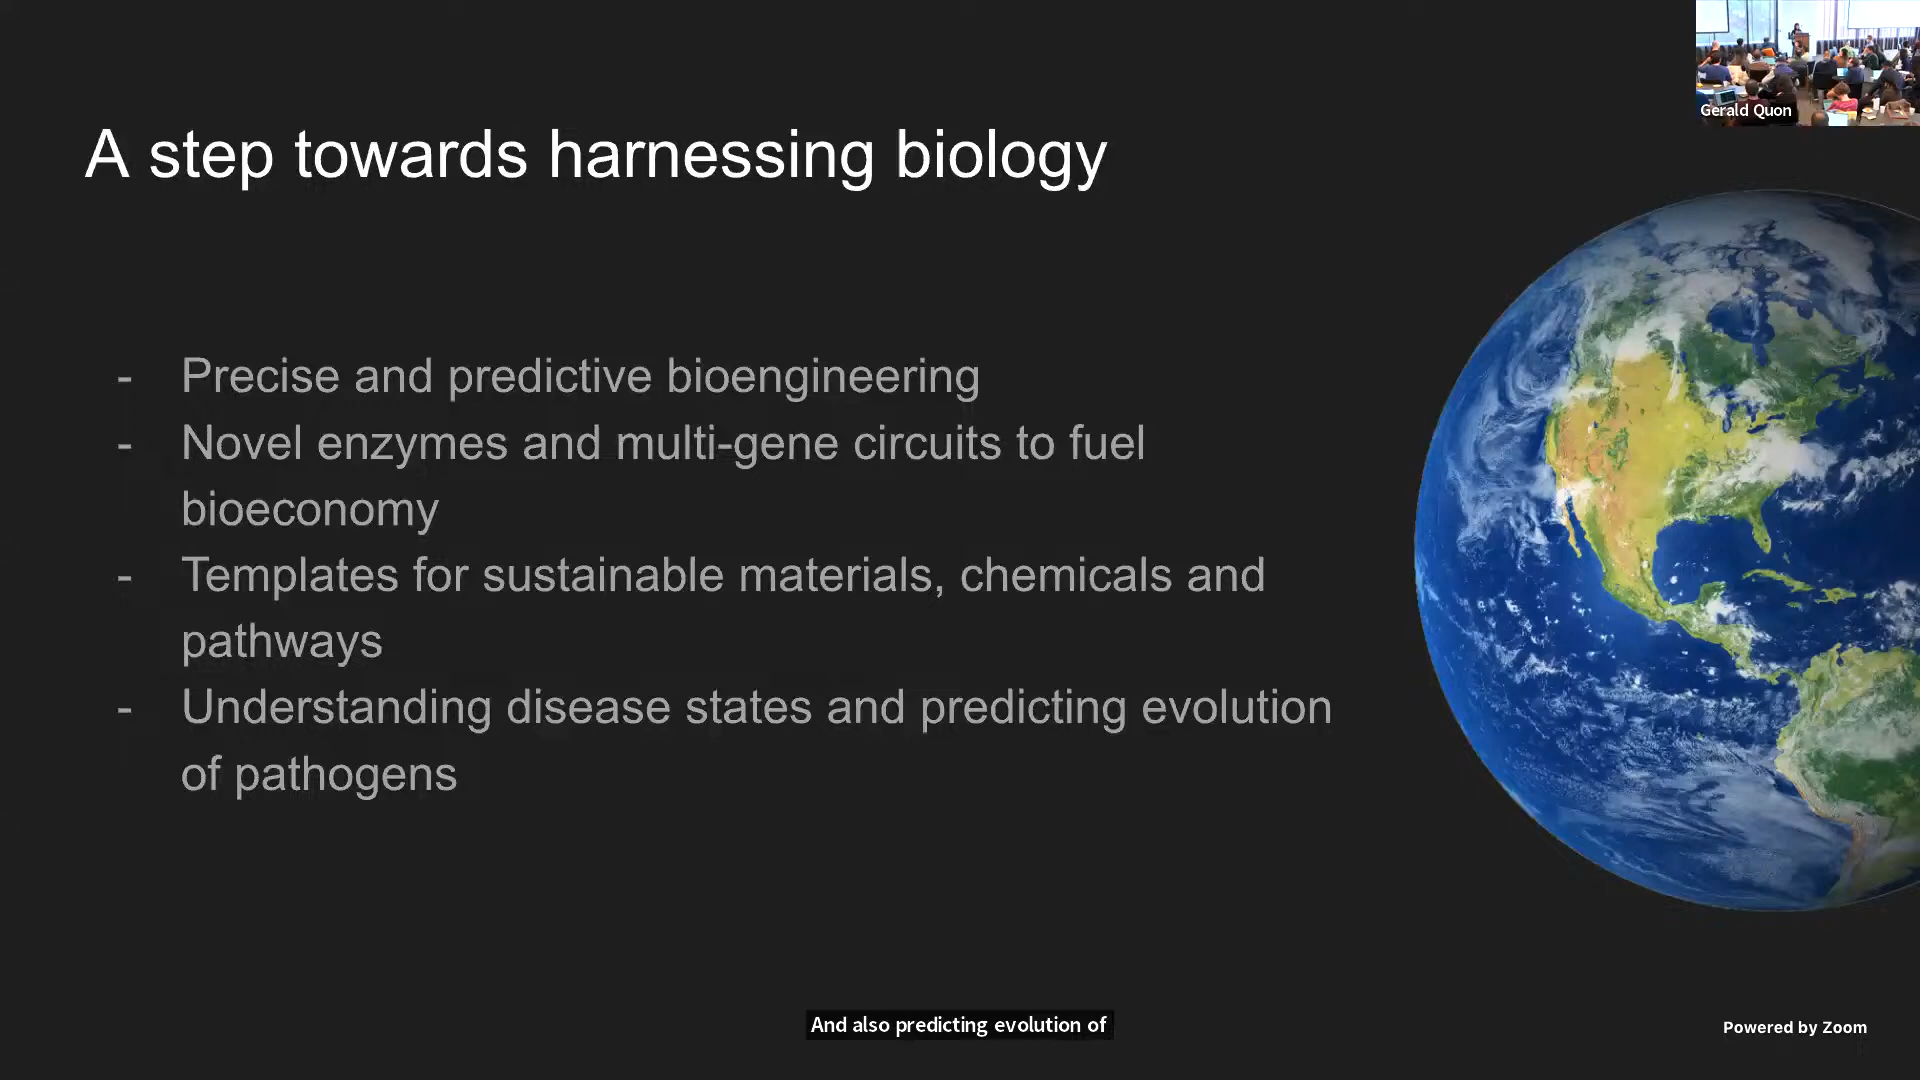 Gerald Quon
A step towards harnessing biology
- Precise and predictive bioengineering
- Novel enzymes and multi-gene circuits to fuel
bioeconomy
- Templates for sustainable materials, chemicals and
pathways
- Understanding disease states and predicting evolution
of pathogens
And also predicting evolution of
Powered by Zoom